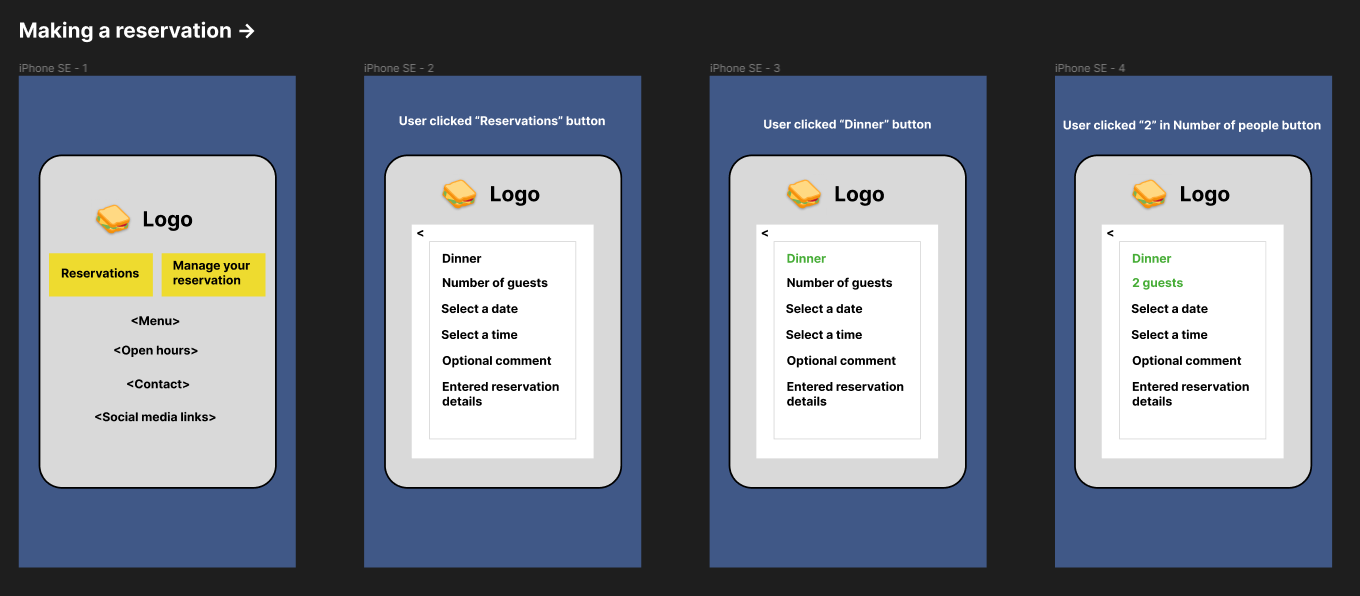 Making a reservation →
iPhone SE - 1
Logo
Reservations
Manage your
reservation
<Menu>
<Open hours>
<Contact>
<Social media links>
iPhone SE - 2
User clicked “Reservations” button
Logo
<
Dinner
Number of guests
Select a date
Select a time
Optional comment
Entered reservation
details
iPhone SE - 3
User clicked “Dinner” button
Logo
<
Dinner
Number of guests
Select a date
Select a time
Optional comment
Entered reservation
details
iPhone SE - 4
User clicked “2” in Number of people button
Logo
<
Dinner
2 guests
Select a date
Select a time
Optional comment
Entered reservation
details